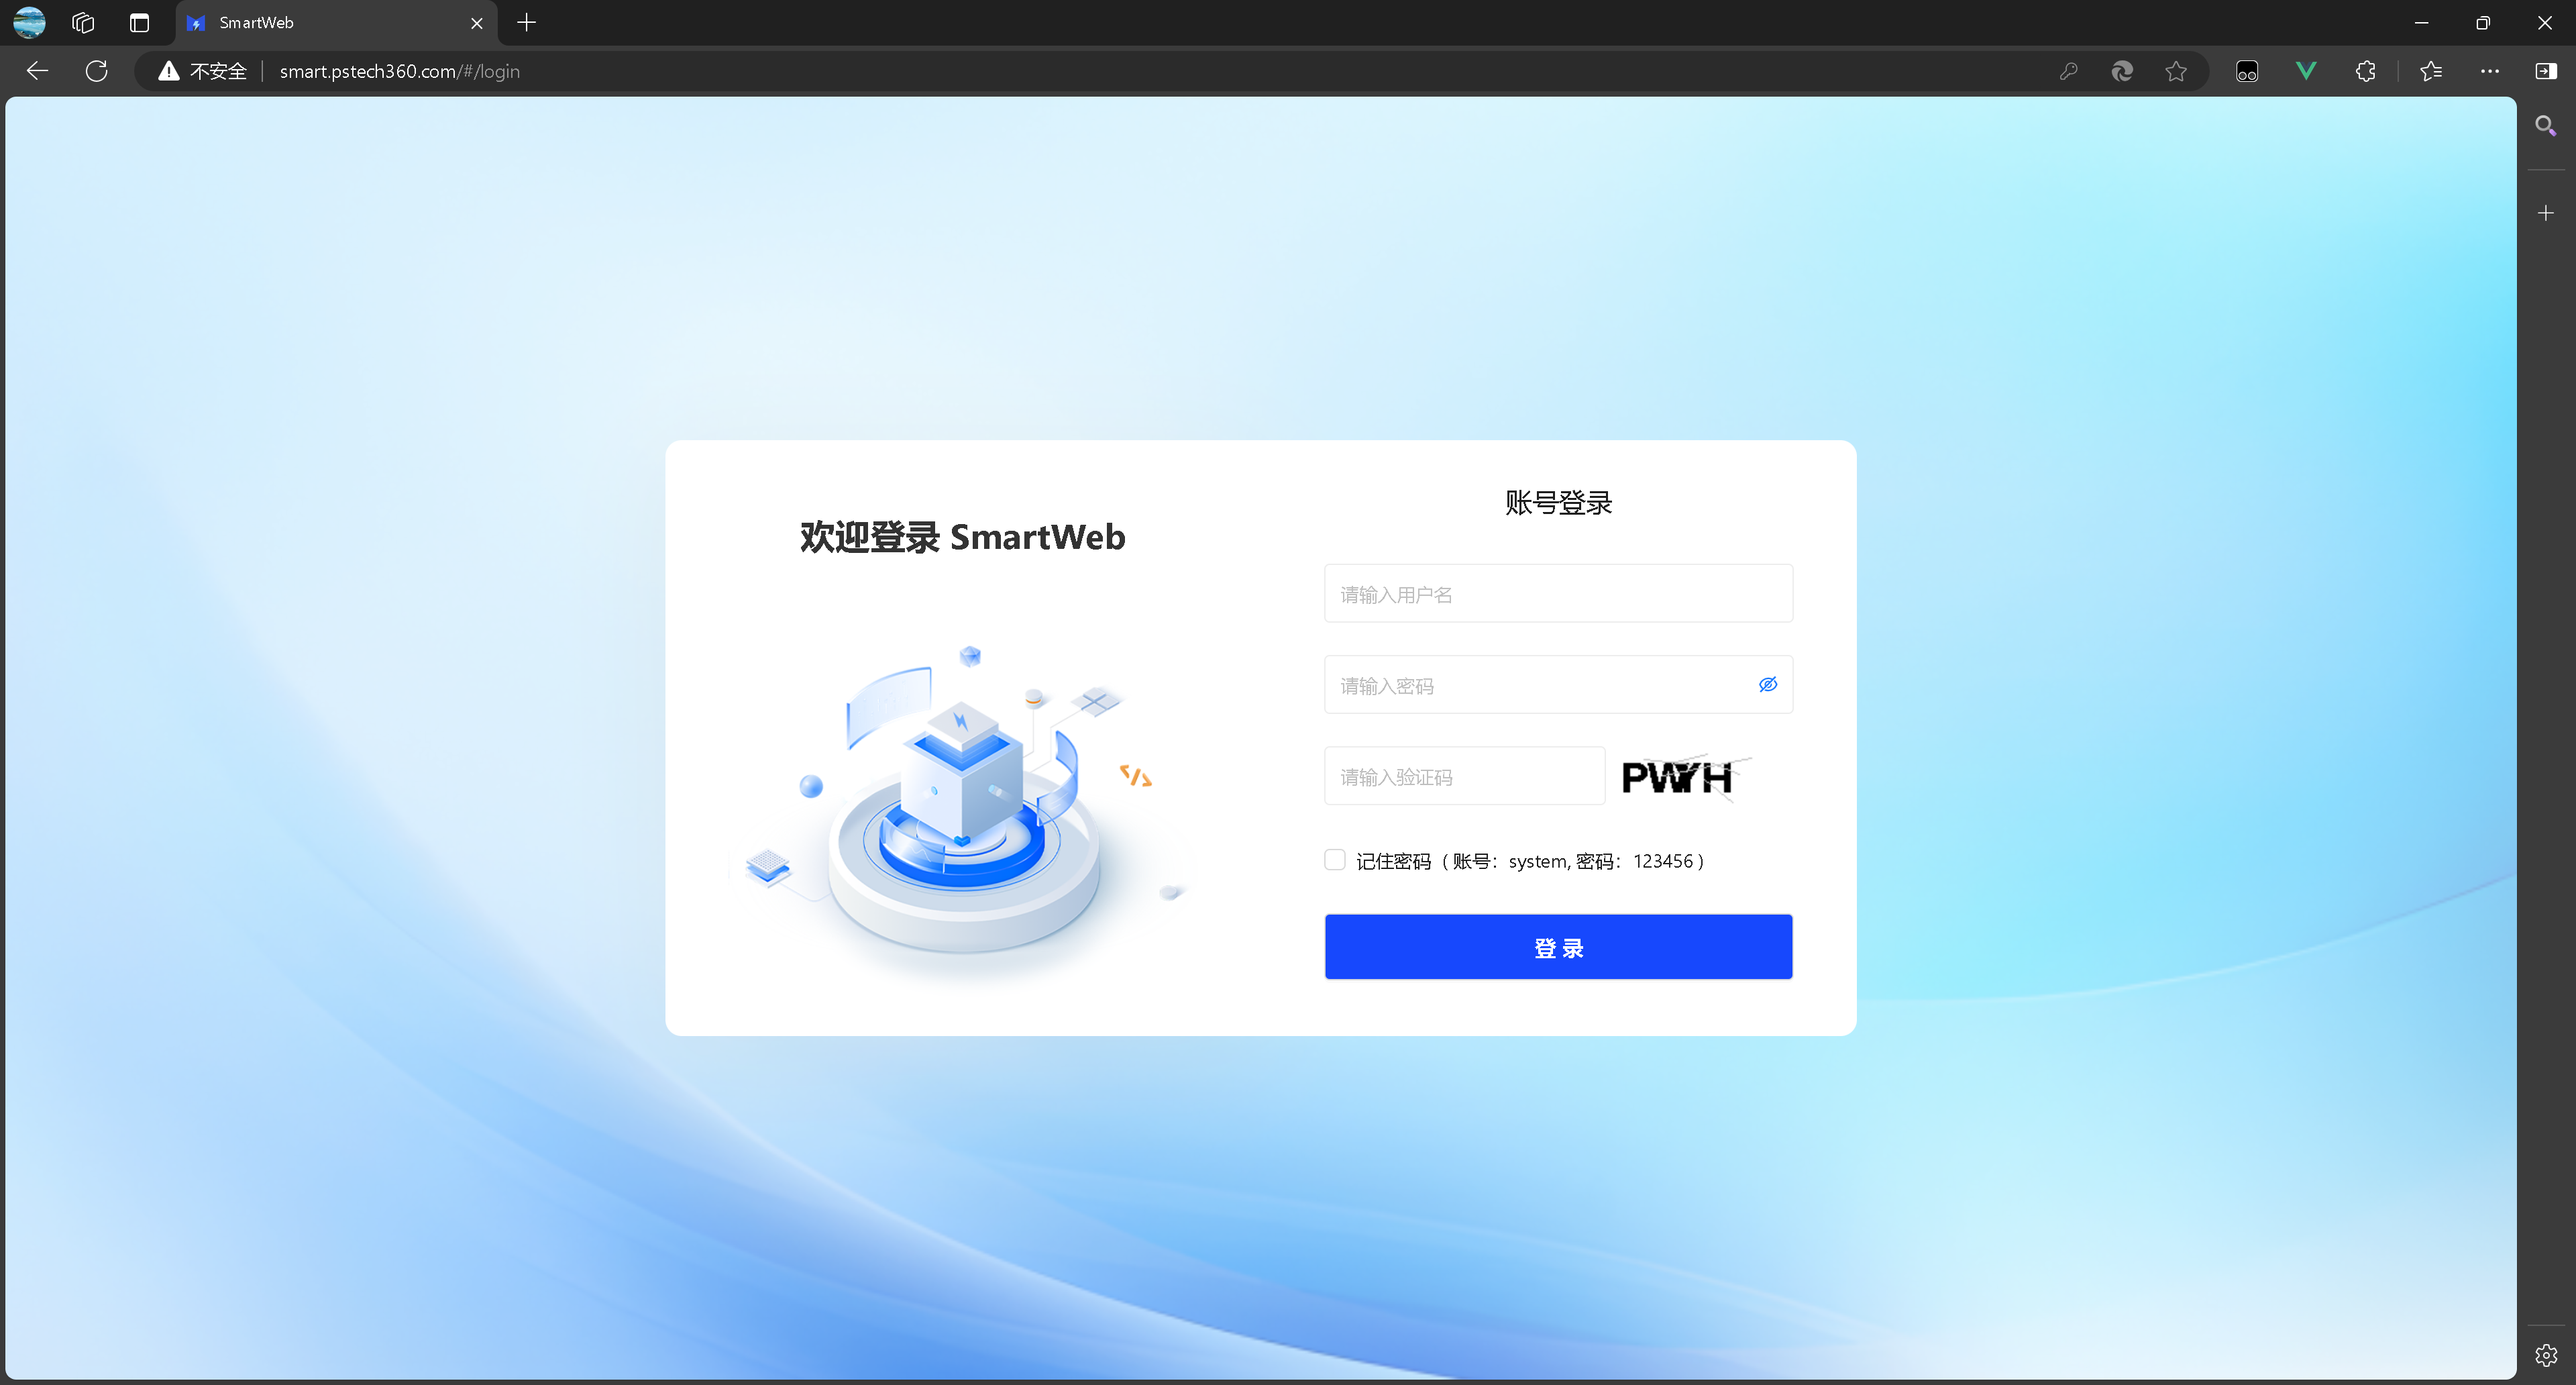 SmartWeb
不安全 smart.pstech360.com/#/login
欢迎登录 SmartWeb
账号登录
请输入用户名
请输入密码
请输入验证码
记住密码（账号：system, 密码：123456）
登 录